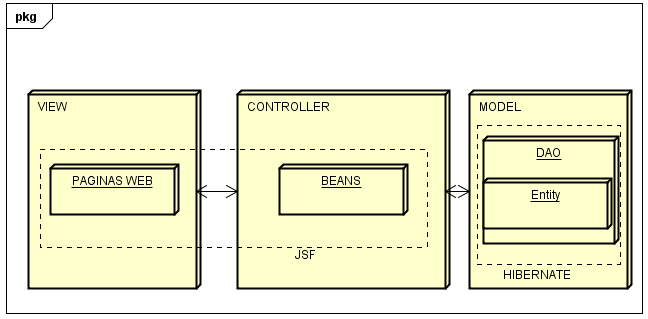 pkg
VIEW
CONTROLLER
MODEL
PAGINAS WEB
BEANS
DAO
Entity
JSF
HIBERNATE